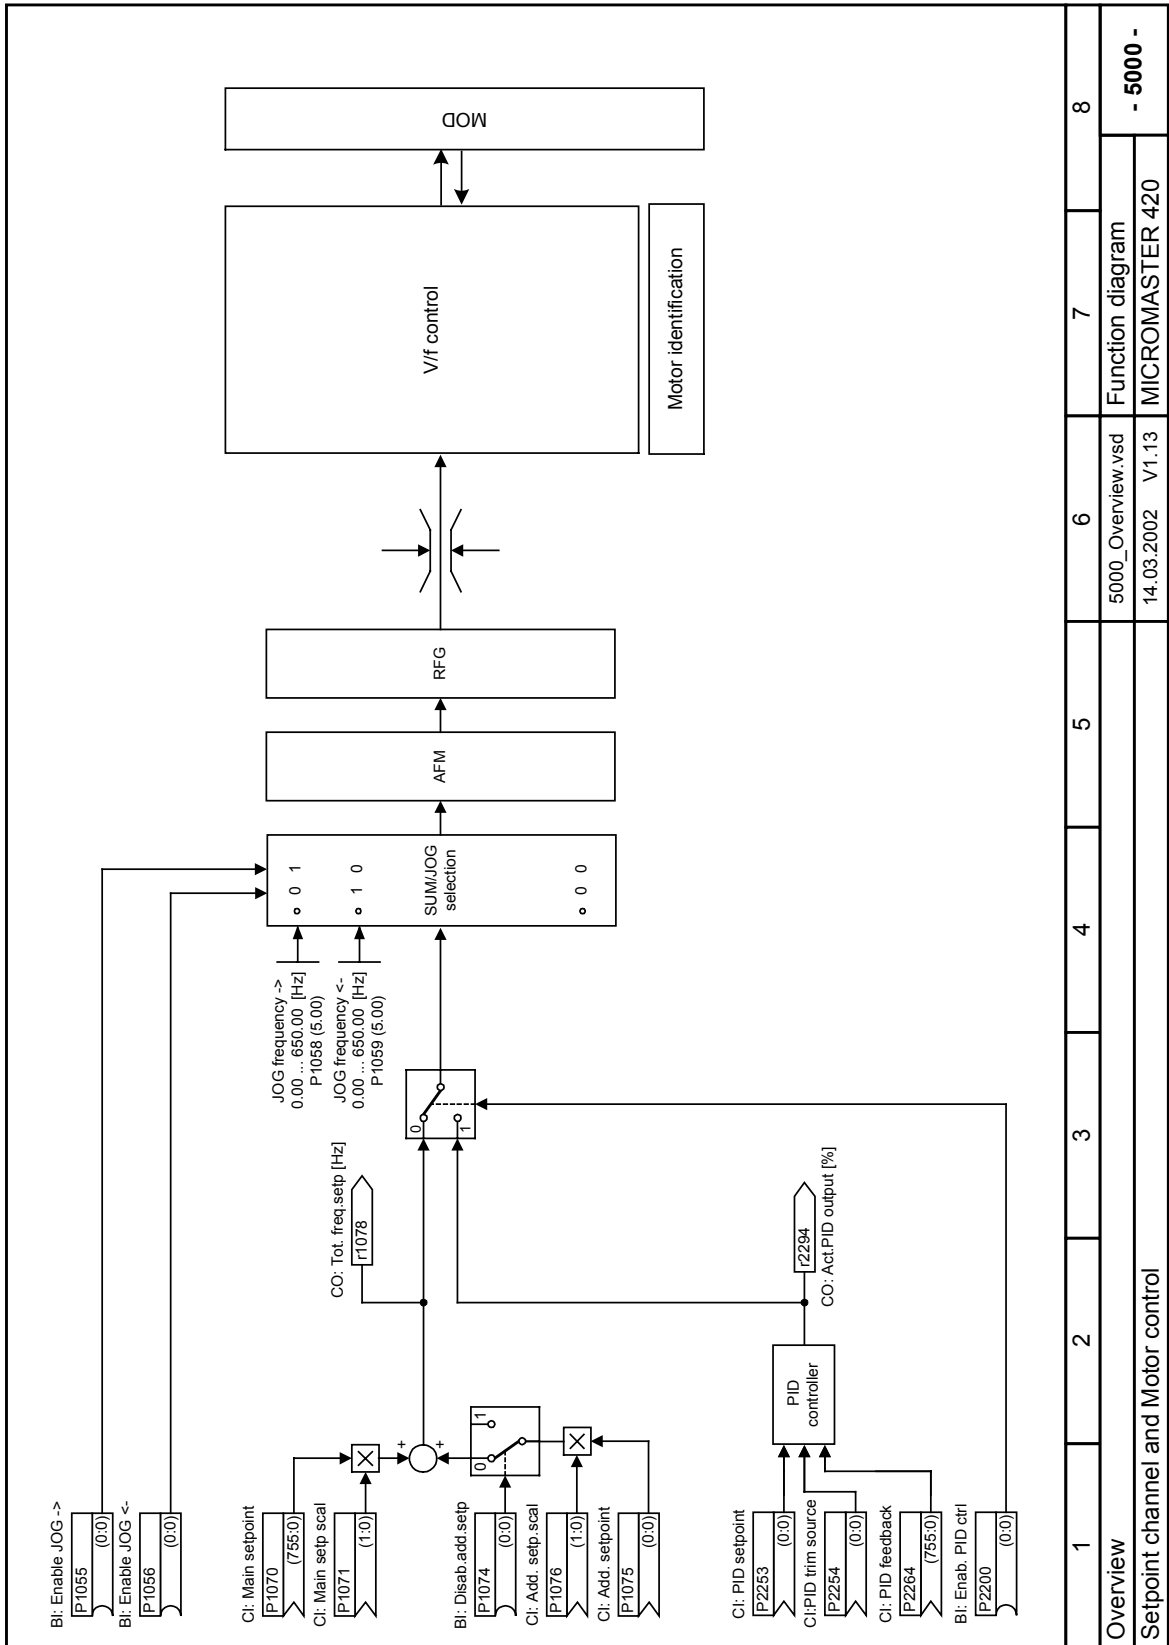 BI: Enable JOG ->
P1055
(0:0)
BI: Enable JOG <-
P1056
(0:0)
CI: Main setpoint
P1070
(755:0)
CI: Main setp scal
P1071
(1:0)
BI: Disab.add.setp
P1074
(0:0)
CI: Add. setp.scal
P1076
(1:0)
CI: Add. setpoint
P1075
(0:0)
CI: PID setpoint
P2253
(0:0)
CI:PID trim source
P2254
(0:0)
CI: PID feedback
P2264
(755:0)
BI: Enab. PID ctrl
P2200
(0:0)
+
+
0
1
PID
controller
CO: Tot. freq.setp [Hz]
r1078
r2294
CO: Act.PID output [%]
0
1
JOG frequency ->
0.00 ... 650.00 [Hz]
P1058 (5.00)
JOG frequency <-
0.00 ... 650.00 [Hz]
P1059 (5.00)
0 1
1 0
SUM/JOG
selection
0 0
AFM
RFG
V/f control
Motor identification
MOD
1 2 3 4 5 6 7 8
Overview
5000_Overview.vsd
Function diagram
- 5000 -
Setpoint channel and Motor control
14.03.2002 V1.13
MICROMASTER 420